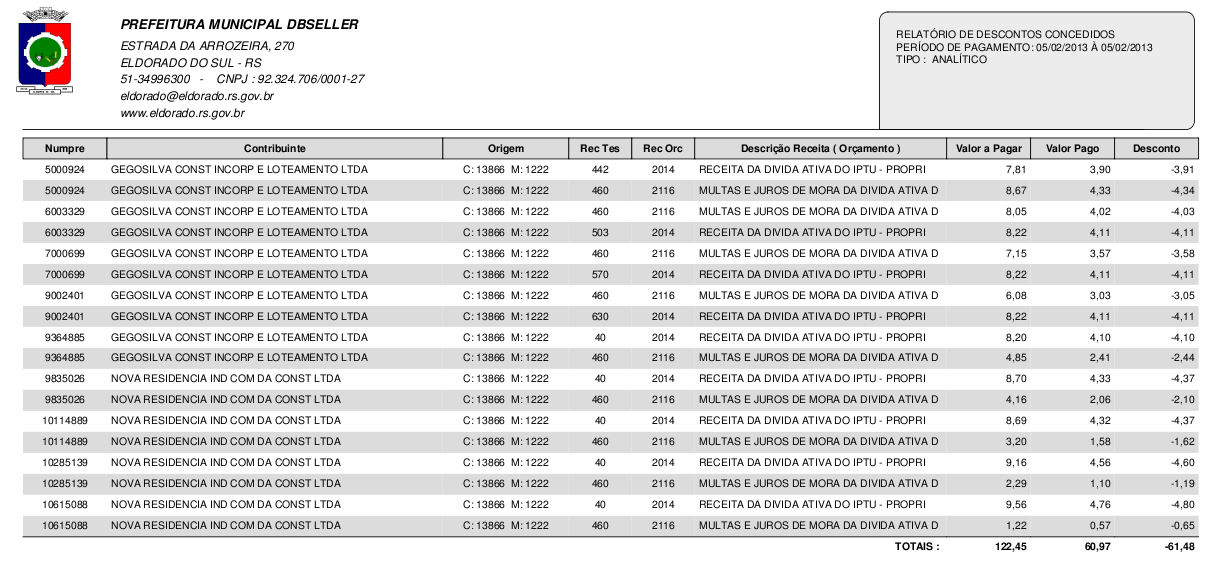 PREFEITURA MUNICIPAL DBSELLER
ESTRADA DA ARROZEIRA, 270
ELDORADO DO SUL - RS
51-34996300 - CNPJ : 92.324.706/0001-27
eldorado@eldorado.rs.gov.br
www.eldorado.rs.gov.br
RELATÓRIO DE DESCONTOS CONCEDIDOS
PERÍODO DE PAGAMENTO: 05/02/2013 À 05/02/2013
TIPO : ANALÍTICO
Numpre Contribuinte Origem Rec Tes Rec Orc Descrição Receita ( Orçamento ) Valor a Pagar Valor Pago Desconto
5000924 GEGOSILVA CONST INCORP E LOTEAMENTO LTDA C: 13866 M: 1222 442 2014 RECEITA DA DIVIDA ATIVA DO IPTU - PROPRI 7,81 3,90 -3,91
5000924 GEGOSILVA CONST INCORP E LOTEAMENTO LTDA C: 13866 M: 1222 460 2116 MULTAS E JUROS DE MORA DA DIVIDA ATIVA D 8,67 4,33 -4,34
6003329 GEGOSILVA CONST INCORP E LOTEAMENTO LTDA C: 13866 M: 1222 460 2116 MULTAS E JUROS DE MORA DA DIVIDA ATIVA D 8,05 4,02 -4,03
6003329 GEGOSILVA CONST INCORP E LOTEAMENTO LTDA C: 13866 M: 1222 503 2014 RECEITA DA DIVIDA ATIVA DO IPTU - PROPRI 8,22 4,11 -4,11
7000699 GEGOSILVA CONST INCORP E LOTEAMENTO LTDA C: 13866 M: 1222 460 2116 MULTAS E JUROS DE MORA DA DIVIDA ATIVA D 7,15 3,57 -3,58
7000699 GEGOSILVA CONST INCORP E LOTEAMENTO LTDA C: 13866 M: 1222 570 2014 RECEITA DA DIVIDA ATIVA DO IPTU - PROPRI 8,22 4,11 -4,11
9002401 GEGOSILVA CONST INCORP E LOTEAMENTO LTDA C: 13866 M: 1222 460 2116 MULTAS E JUROS DE MORA DA DIVIDA ATIVA D 6,08 3,03 -3,05
9002401 GEGOSILVA CONST INCORP E LOTEAMENTO LTDA C: 13866 M: 1222 630 2014 RECEITA DA DIVIDA ATIVA DO IPTU - PROPRI 8,22 4,11 -4,11
9364885 GEGOSILVA CONST INCORP E LOTEAMENTO LTDA C: 13866 M: 1222 40 2014 RECEITA DA DIVIDA ATIVA DO IPTU - PROPRI 8,20 4,10 -4,10
9364885 GEGOSILVA CONST INCORP E LOTEAMENTO LTDA C: 13866 M: 1222 460 2116 MULTAS E JUROS DE MORA DA DIVIDA ATIVA D 4,85 2,41 -2,44
9835026 NOVA RESIDENCIA IND COM DA CONST LTDA C: 13866 M: 1222 40 2014 RECEITA DA DIVIDA ATIVA DO IPTU - PROPRI 8,70 4,33 -4,37
9835026 NOVA RESIDENCIA IND COM DA CONST LTDA C: 13866 M: 1222 460 2116 MULTAS E JUROS DE MORA DA DIVIDA ATIVA D 4,16 2,06 -2,10
10114889 NOVA RESIDENCIA IND COM DA CONST LTDA C: 13866 M: 1222 40 2014 RECEITA DA DIVIDA ATIVA DO IPTU - PROPRI 8,69 4,32 -4,37
10114889 NOVA RESIDENCIA IND COM DA CONST LTDA C: 13866 M: 1222 460 2116 MULTAS E JUROS DE MORA DA DIVIDA ATIVA D 3,20 1,58 -1,62
10285139 NOVA RESIDENCIA IND COM DA CONST LTDA C: 13866 M: 1222 40 2014 RECEITA DA DIVIDA ATIVA DO IPTU - PROPRI 9,16 4,56 -4,60
10285139 NOVA RESIDENCIA IND COM DA CONST LTDA C: 13866 M: 1222 460 2116 MULTAS E JUROS DE MORA DA DIVIDA ATIVA D 2,29 1,10 -1,19
10615088 NOVA RESIDENCIA IND COM DA CONST LTDA C: 13866 M: 1222 40 2014 RECEITA DA DIVIDA ATIVA DO IPTU - PROPRI 9,56 4,76 -4,80
10615088 NOVA RESIDENCIA IND COM DA CONST LTDA C: 13866 M: 1222 460 2116 MULTAS E JUROS DE MORA DA DIVIDA ATIVA D 1,22 0,57 -0,65
TOTAIS : 122,45 60,97 -61,48